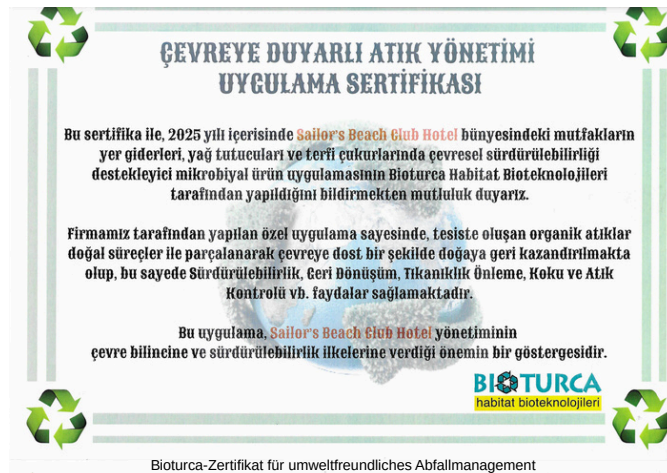 ÇEVREYE DUYARLI ATIK YÖNETİMİ
UYGULAMA SERTİFİKASI
Bu sertifika ile, 2025 yılı içerisinde Sailor's Beach Club Hotel bünyesindeki mutfakların
yer giderleri, yağ tutucuları ve terfi çukurlarında çevresel sürdürülebilirliği
destekleyici mikrobiyal ürün uygulamasının Bioturca Habitat Bioteknolojileri
tarafından yapıldığını bildirmekten mutluluk duyarız.
Firmamız tarafından yapılan özel uygulama sayesinde, tesiste oluşan organik atıklar
doğal süreçler ile parçalanarak çevreye dost bir şekilde doğaya geri kazandırılmakta
olup, bu sayede Sürdürülebilirlik, Geri Dönüşüm, Tıkanıklık Önleme, Koku ve Atık
Kontrolü vb. faydalar sağlamaktadır.
Bu uygulama, Sailor's Beach Club Hotel yönetiminin
çevre bilincine ve sürdürülebilirlik ilkelerine verdiği önemin bir göstergesidir.
BIOTURCA
habitat bioteknolojileri
Bioturca-Zertifikat für umweltfreundliches Abfallmanagement